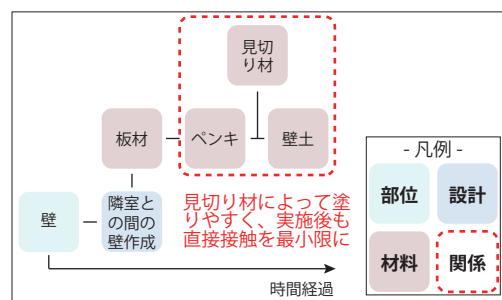 見切
り材
板材
ペンキ
壁土
壁
隣室と
の間の
壁作成
見切り材によって塗
りやすく、実施後も
直接接触を最小限に
時間経過
- 凡例 -
部位
設計
材料
関係